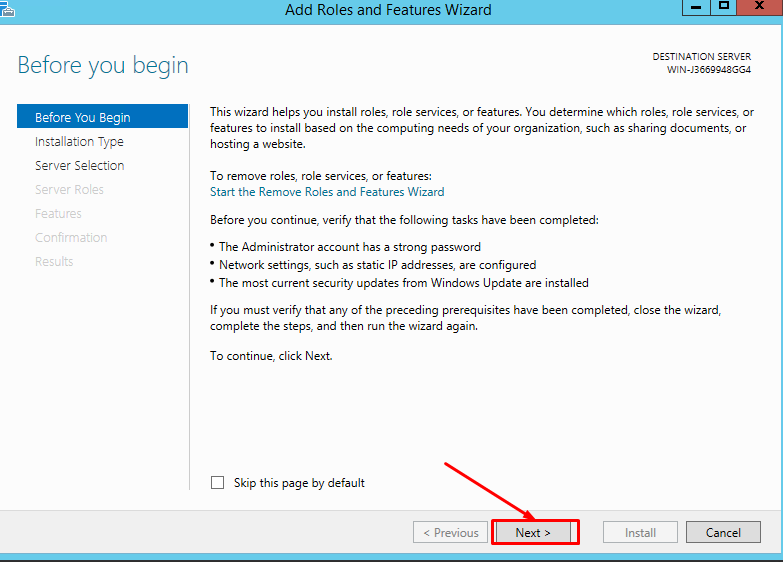 Add Roles and Features Wizard
Before you begin
DESTINATION SERVER
WIN-J3669948GG4
Before You Begin
Installation Type
Server Selection
Server Roles
Features
Confirmation
Results
This wizard helps you install roles, role services, or features. You determine which roles, role services, or
features to install based on the computing needs of your organization, such as sharing documents, or
hosting a website.
To remove roles, role services, or features:
Start the Remove Roles and Features Wizard
Before you continue, verify that the following tasks have been completed:
• The Administrator account has a strong password
• Network settings, such as static IP addresses, are configured
• The most current security updates from Windows Update are installed
If you must verify that any of the preceding prerequisites have been completed, close the wizard,
complete the steps, and then run the wizard again.
To continue, click Next.
Skip this page by default
< Previous
Next >
Install
Cancel